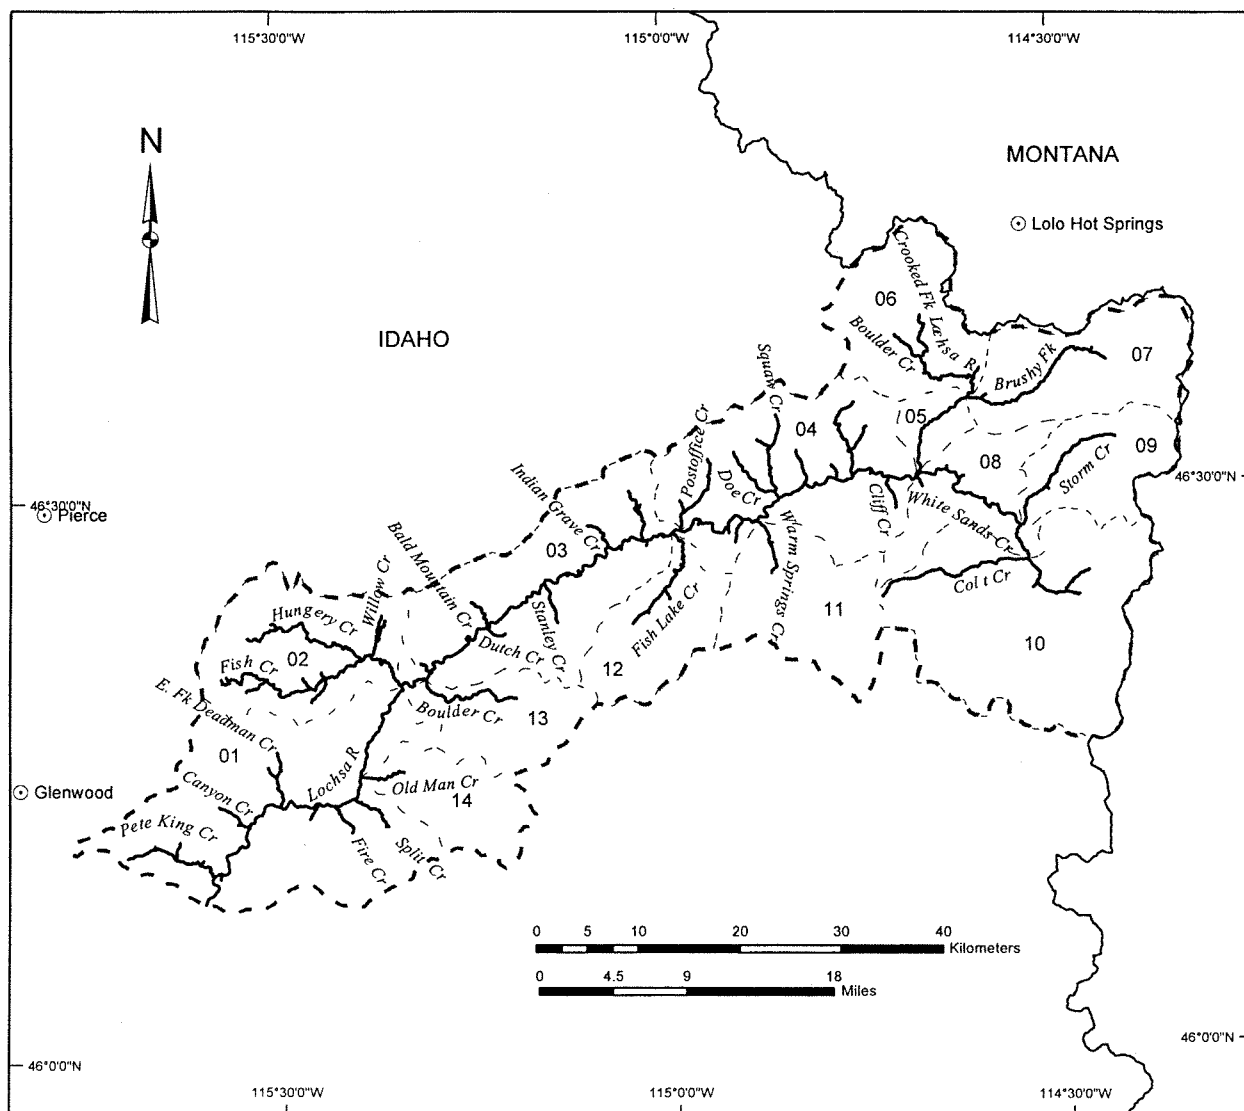 115°30'0"W
115°0'0"W
114°30'0"W
N
MONTANA
Lolo Hot Springs
IDAHO
Crooked Fk Lochsa R
06
Boulder Cr
Brushy Fk
07
Squaw Cr
04
05
Postoffice Cr
Doe Cr
08
Storm Cr
09
Indian Grave Cr
03
Cliff Cr
White Sands Cr
46°30'0"N
46°30'0"N
Pierce
Bald Mountain Cr
Willow Cr
Warm Springs Cr
Colt Cr
Hungery Cr
Stanley Cr
Fish Lake Cr
11
10
02
Fish Cr
Dutch Cr
12
E. Fk Deadman Cr
Boulder Cr
13
01
Lochsa R
Canyon Cr
Old Man Cr
14
Glenwood
Pete King Cr
Fire Cr
Split Cr
0 5 10 20 30 40
Kilometers
0 4.5 9 18
Miles
46°0'0"N
46°0'0"N
115°30'0"W
115°0'0"W
114°30'0"W